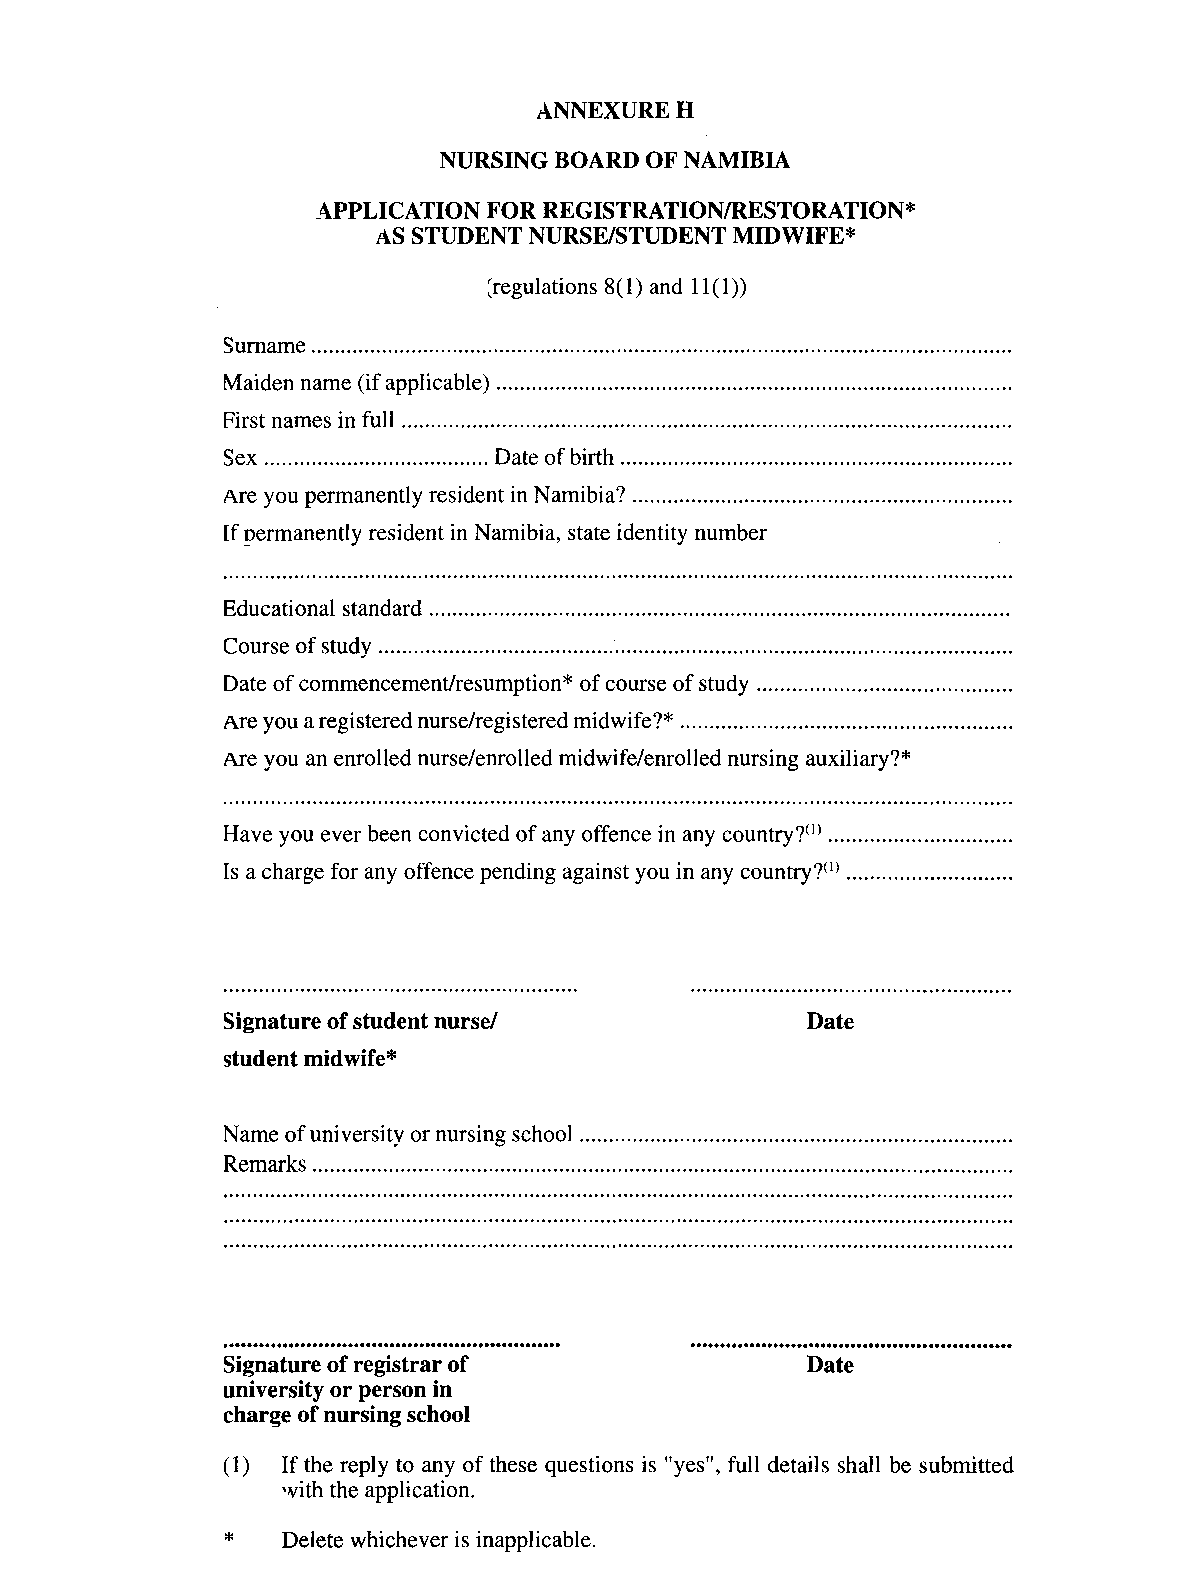 ANNEXURE H
NURSING BOARD OF NAMIBIA
APPLICATION FOR REGISTRATION/RESTORATION*
AS STUDENT NURSE/STUDENT MIDWIFE*
(regulations 8(1) and 11(1))
Surname ..........
Maiden name (if applicable) ..........
First names in full ..........
Sex .......... Date of birth ..........
Are you permanently resident in Namibia? ..........
If permanently resident in Namibia, state identity number
..........
Educational standard ..........
Course of study ..........
Date of commencement/resumption* of course of study ..........
Are you a registered nurse/registered midwife?* ..........
Are you an enrolled nurse/enrolled midwife/enrolled nursing auxiliary?*
..........
Have you ever been convicted of any offence in any country?(1) ..........
Is a charge for any offence pending against you in any country?(1) ..........
.......... ..........
Signature of student nurse/ Date
student midwife*
Name of university or nursing school ..........
Remarks ..........
..........
..........
..........
.......... ..........
Signature of registrar of Date
university or person in
charge of nursing school
(1) If the reply to any of these questions is "yes", full details shall be submitted
with the application.
* Delete whichever is inapplicable.